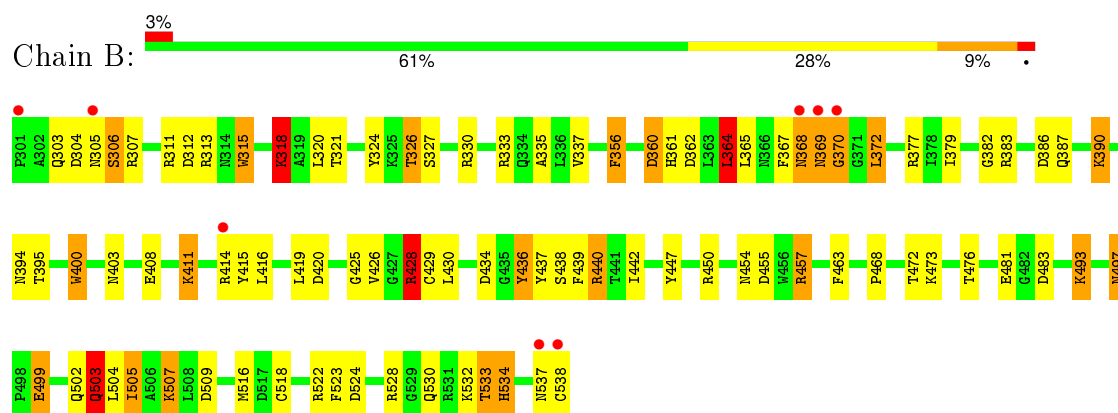 3%
Chain B:
61% 28% 9% •
P301 A302 Q303 D304 N305 S306 R307 R311 D312 R313 N314 W315 K318 A319 L320 T321 Y324 K325 T326 S327 R330 R333 Q334 A335 L336 V337 F356 D360 H361 D362 L363 L364 L365 N366 F367 N368 N369 G370 G371 L372 R377 I378 I379 G382 R383 D386 Q387 K390
N394 T395 W400 N403 E408 K411 R414 Y415 L416 L419 D420 G425 V426 G427 R428 C429 L430 D434 G435 Y436 Y437 S438 F439 R440 T441 I442 Y447 R450 N454 D455 W456 R457 F463 P468 T472 K473 T476 E481 G482 D483 K493 N497
P498 E499 Q502 Q503 L504 I505 A506 K507 L508 D509 M516 D517 C518 R522 F523 D524 R528 G529 Q530 R531 K532 T533 H534 N537 C538